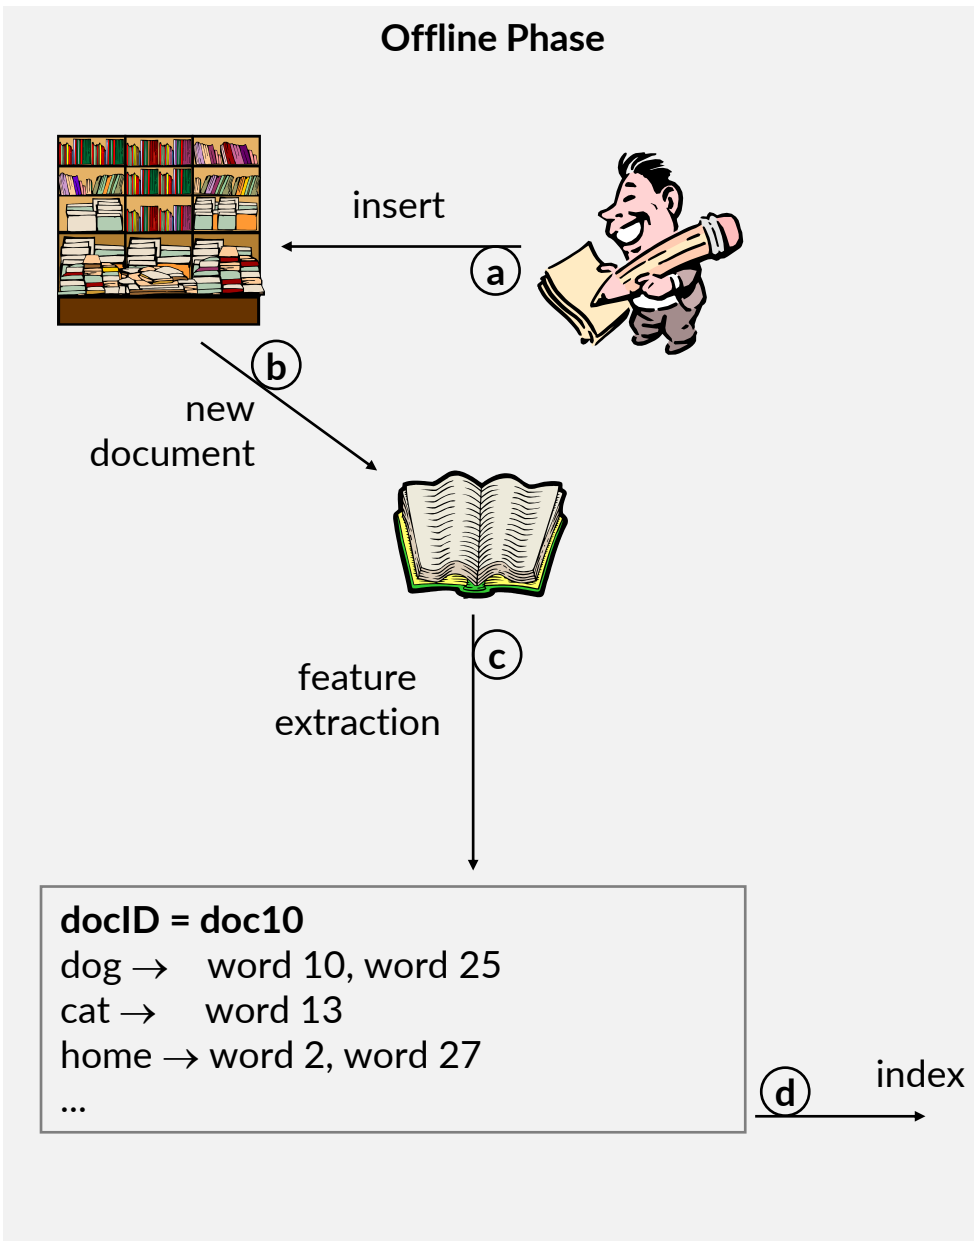 Offline Phase
insert
a
b
new
document
c
feature
extraction
docID = doc10
dog → word 10, word 25
cat → word 13
home → word 2, word 27
...
d
index